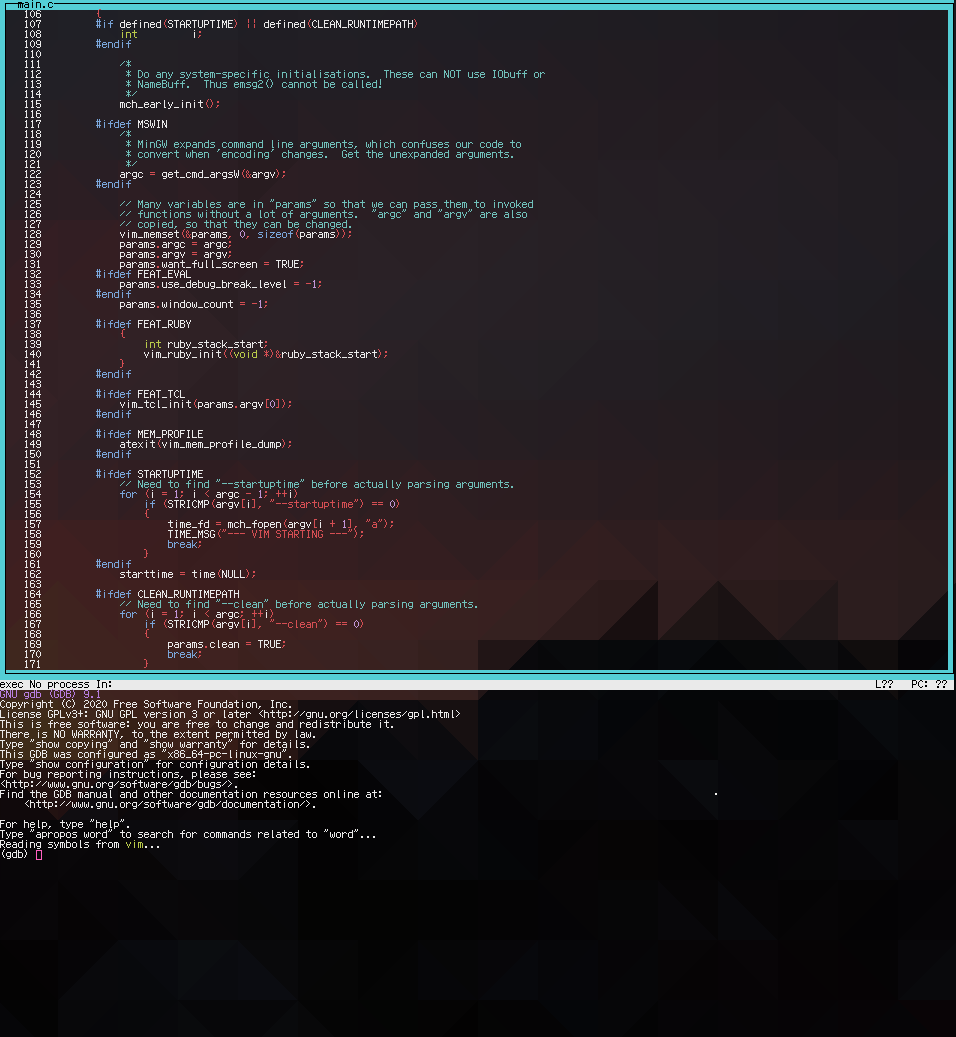 main.c
106 {
107 #if defined(STARTUPTIME) || defined(CLEAN_RUNTIMEPATH)
108 int i;
109 #endif
110
111 /*
112 * Do any system-specific initialisations. These can NOT use IObuff or
113 * NameBuff. Thus emsg2() cannot be called!
114 */
115 mch_early_init();
116
117 #ifdef MSWIN
118 /*
119 * MinGW expands command line arguments, which confuses our code to
120 * convert when 'encoding' changes. Get the unexpanded arguments.
121 */
122 argc = get_cmd_argsW(&argv);
123 #endif
124
125 // Many variables are in "params" so that we can pass them to invoked
126 // functions without a lot of arguments. "argc" and "argv" are also
127 // copied, so that they can be changed.
128 vim_memset(&params, 0, sizeof(params));
129 params.argc = argc;
130 params.argv = argv;
131 params.want_full_screen = TRUE;
132 #ifdef FEAT_EVAL
133 params.use_debug_break_level = -1;
134 #endif
135 params.window_count = -1;
136
137 #ifdef FEAT_RUBY
138 {
139 int ruby_stack_start;
140 vim_ruby_init((void *)&ruby_stack_start);
141 }
142 #endif
143
144 #ifdef FEAT_TCL
145 vim_tcl_init(params.argv[0]);
146 #endif
147
148 #ifdef MEM_PROFILE
149 atexit(vim_mem_profile_dump);
150 #endif
151
152 #ifdef STARTUPTIME
153 // Need to find "--startuptime" before actually parsing arguments.
154 for (i = 1; i < argc - 1; ++i)
155 if (STRICMP(argv[i], "--startuptime") == 0)
156 {
157 time_fd = mch_fopen(argv[i + 1], "a");
158 TIME_MSG("--- VIM STARTING ---");
159 break;
160 }
161 #endif
162 starttime = time(NULL);
163
164 #ifdef CLEAN_RUNTIMEPATH
165 // Need to find "--clean" before actually parsing arguments.
166 for (i = 1; i < argc; ++i)
167 if (STRICMP(argv[i], "--clean") == 0)
168 {
169 params.clean = TRUE;
170 break;
171 }
exec No process In: L?? PC: ??
GNU gdb (GDB) 9.1
Copyright (C) 2020 Free Software Foundation, Inc.
License GPLv3+: GNU GPL version 3 or later <http://gnu.org/licenses/gpl.html>
This is free software: you are free to change and redistribute it.
There is NO WARRANTY, to the extent permitted by law.
Type "show copying" and "show warranty" for details.
This GDB was configured as "x86_64-pc-linux-gnu".
Type "show configuration" for configuration details.
For bug reporting instructions, please see:
<http://www.gnu.org/software/gdb/bugs/>.
Find the GDB manual and other documentation resources online at:
<http://www.gnu.org/software/gdb/documentation/>.
For help, type "help".
Type "apropos word" to search for commands related to "word"...
Reading symbols from vim...
(gdb)